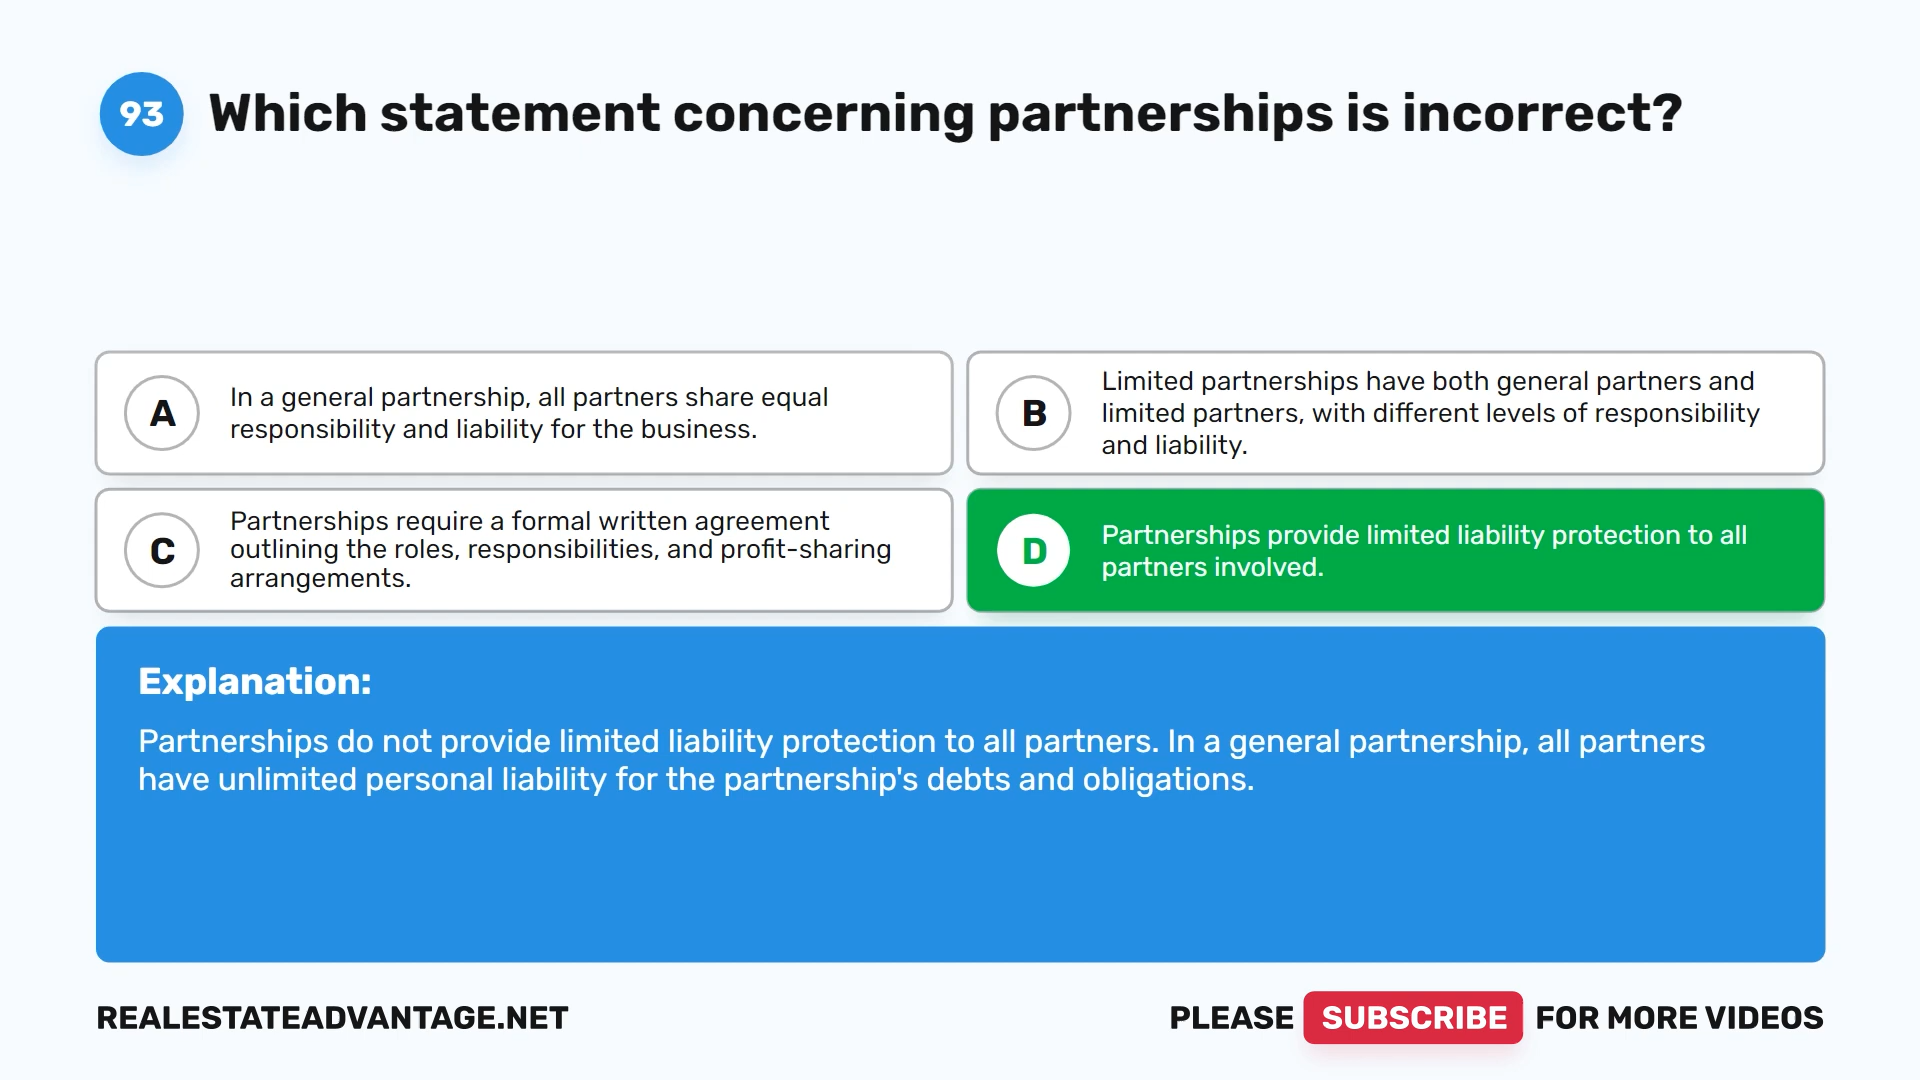 93 Which statement concerning partnerships is incorrect?
A
In a general partnership, all partners share equal
responsibility and liability for the business.
B
Limited partnerships have both general partners and
limited partners, with different levels of responsibility
and liability.
C
Partnerships require a formal written agreement
outlining the roles, responsibilities, and profit-sharing
arrangements.
D
Partnerships provide limited liability protection to all
partners involved.
Explanation:
Partnerships do not provide limited liability protection to all partners. In a general partnership, all partners
have unlimited personal liability for the partnership's debts and obligations.
REALESTATEADVANTAGE.NET
PLEASE SUBSCRIBE FOR MORE VIDEOS